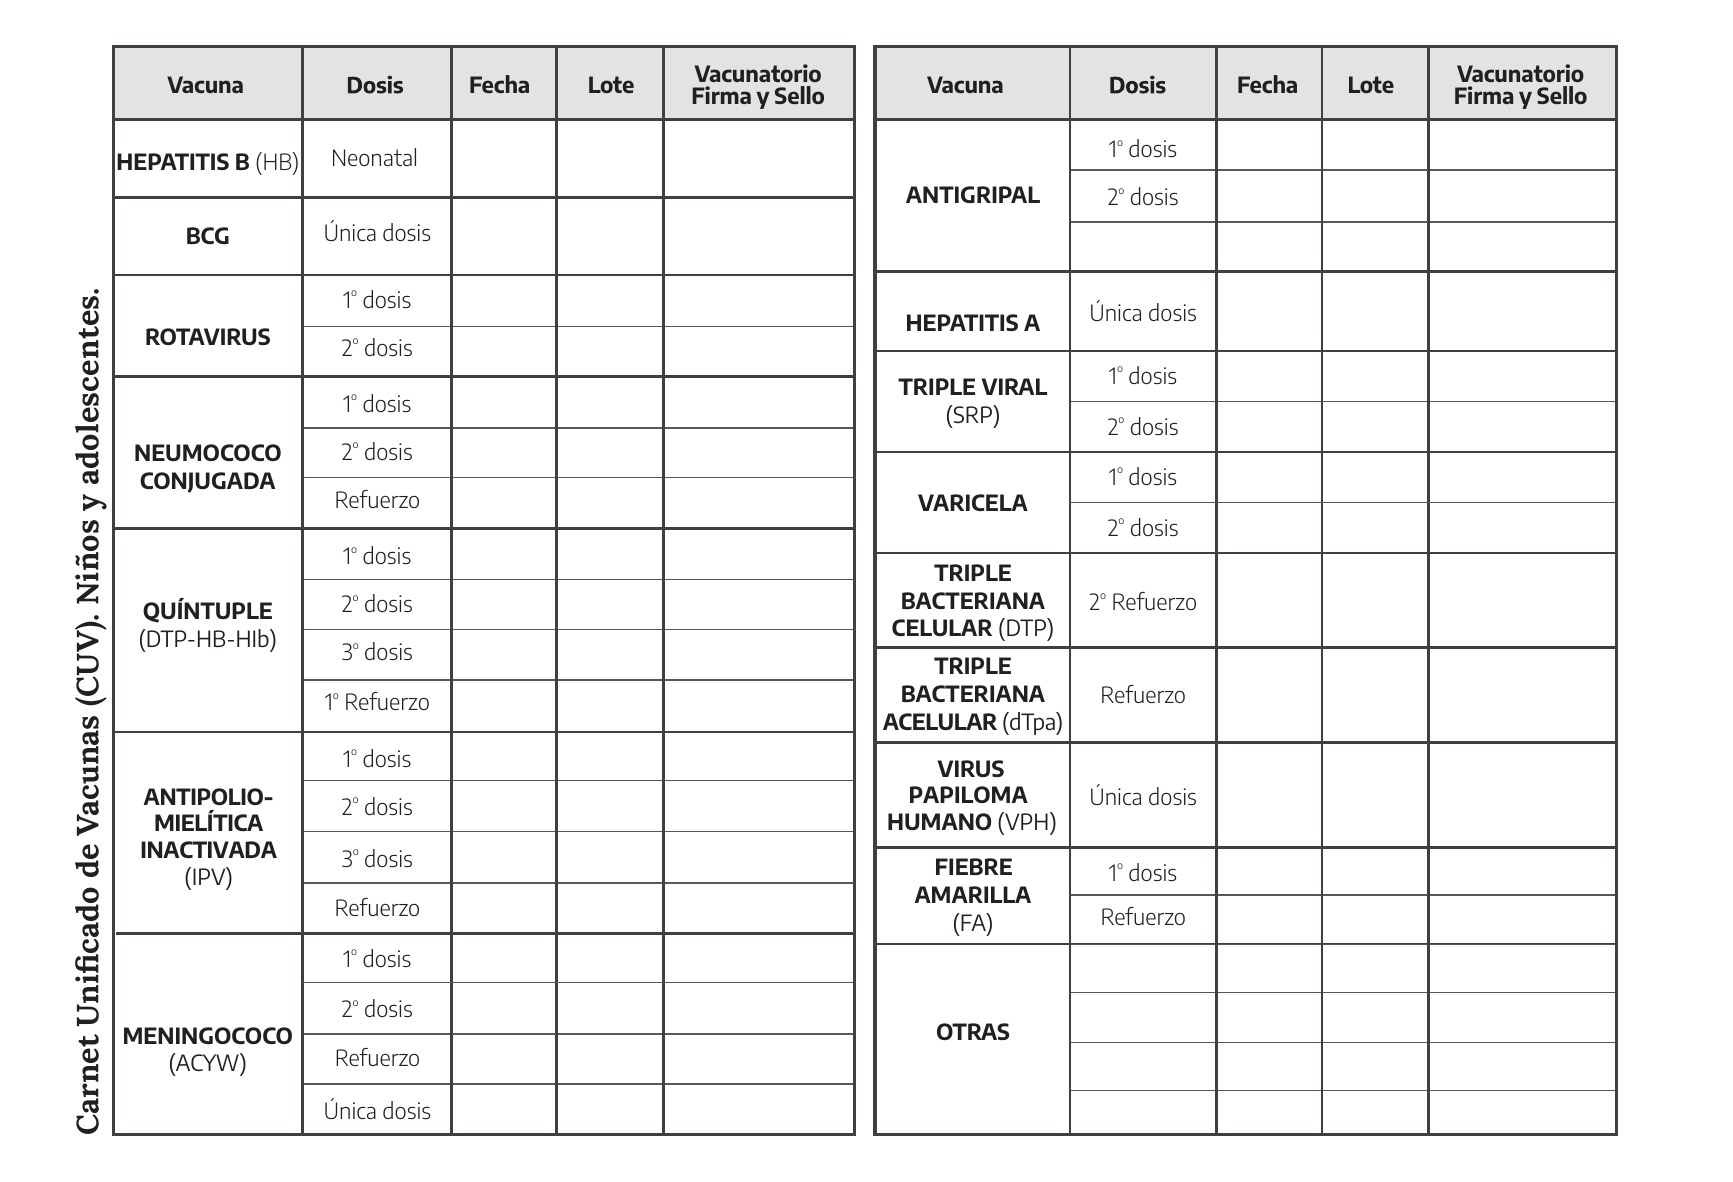 Carnet Unificado de Vacunas (CUV). Niños y adolescentes.
Vacuna Dosis Fecha Lote Vacunatorio Firma y Sello
HEPATITIS B (HB) Neonatal
BCG Única dosis
ROTAVIRUS
1° dosis
2° dosis
NEUMOCOCO
CONJUGADA
1° dosis
2° dosis
Refuerzo
QUÍNTUPLE
(DTP-HB-HIb)
1° dosis
2° dosis
3° dosis
1° Refuerzo
ANTIPOLIO-
MIELÍTICA
INACTIVADA
(IPV)
1° dosis
2° dosis
3° dosis
Refuerzo
MENINGOCOCO
(ACYW)
1° dosis
2° dosis
Refuerzo
Única dosis
Vacuna Dosis Fecha Lote Vacunatorio Firma y Sello
ANTIGRIPAL
1° dosis
2° dosis
HEPATITIS A Única dosis
TRIPLE VIRAL
(SRP)
1° dosis
2° dosis
VARICELA
1° dosis
2° dosis
TRIPLE
BACTERIANA
CELULAR (DTP)
2° Refuerzo
TRIPLE
BACTERIANA
ACELULAR (dTpa)
Refuerzo
VIRUS
PAPILOMA
HUMANO (VPH)
Única dosis
FIEBRE
AMARILLA
(FA)
1° dosis
Refuerzo
OTRAS